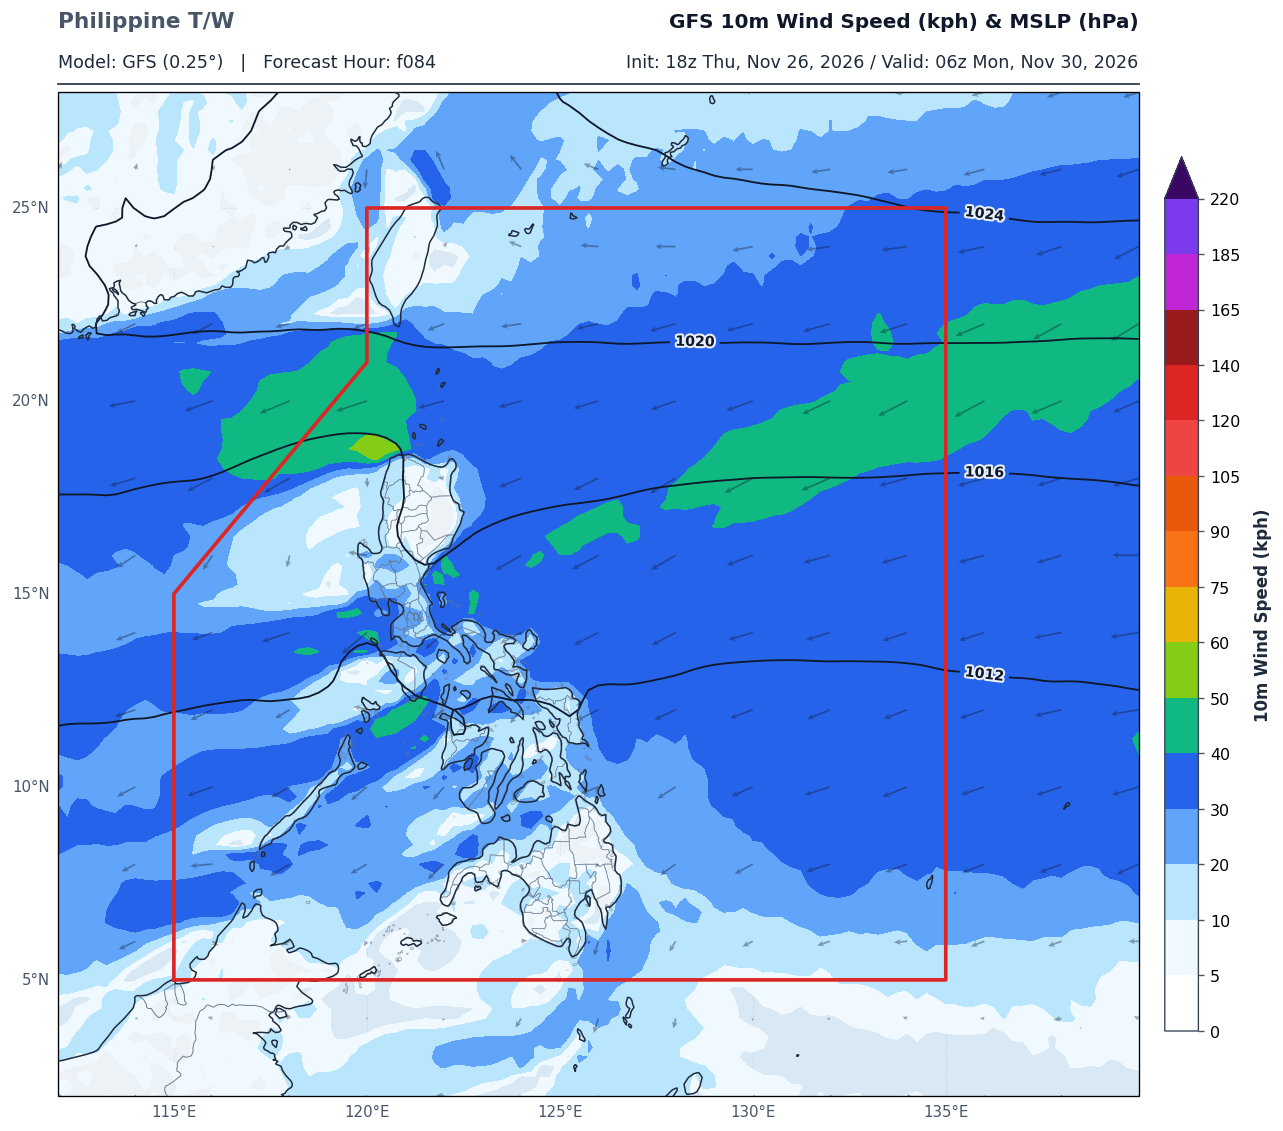 Philippine T/W
GFS 10m Wind Speed (kph) & MSLP (hPa)
Model: GFS (0.25°) | Forecast Hour: f084
Init: 18z Thu, Nov 26, 2026 / Valid: 06z Mon, Nov 30, 2026
25°N
20°N
15°N
10°N
5°N
115°E
120°E
125°E
130°E
135°E
1024
1020
1016
1012
220
185
165
140
120
105
90
75
60
50
40
30
20
10
5
0
10m Wind Speed (kph)